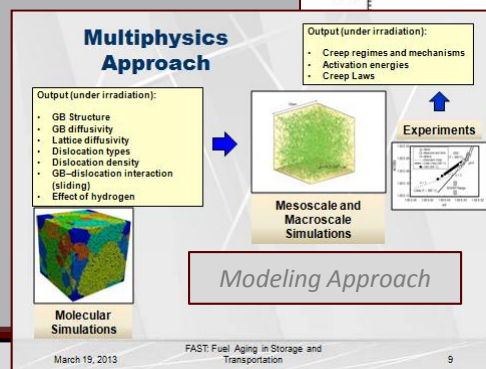 Multiphysics
Approach
Output (under irradiation):
• Creep regimes and mechanisms
• Activation energies
• Creep Laws
Output (under irradiation):
• GB Structure
• GB diffusivity
• Lattice diffusivity
• Dislocation types
• Dislocation density
• GB–dislocation interaction
(sliding)
• Effect of hydrogen
Experiments
Mesoscale and
Macroscale
Simulations
Modeling Approach
Molecular
Simulations
March 19, 2013
FAST: Fuel Aging in Storage and
Transportation
9